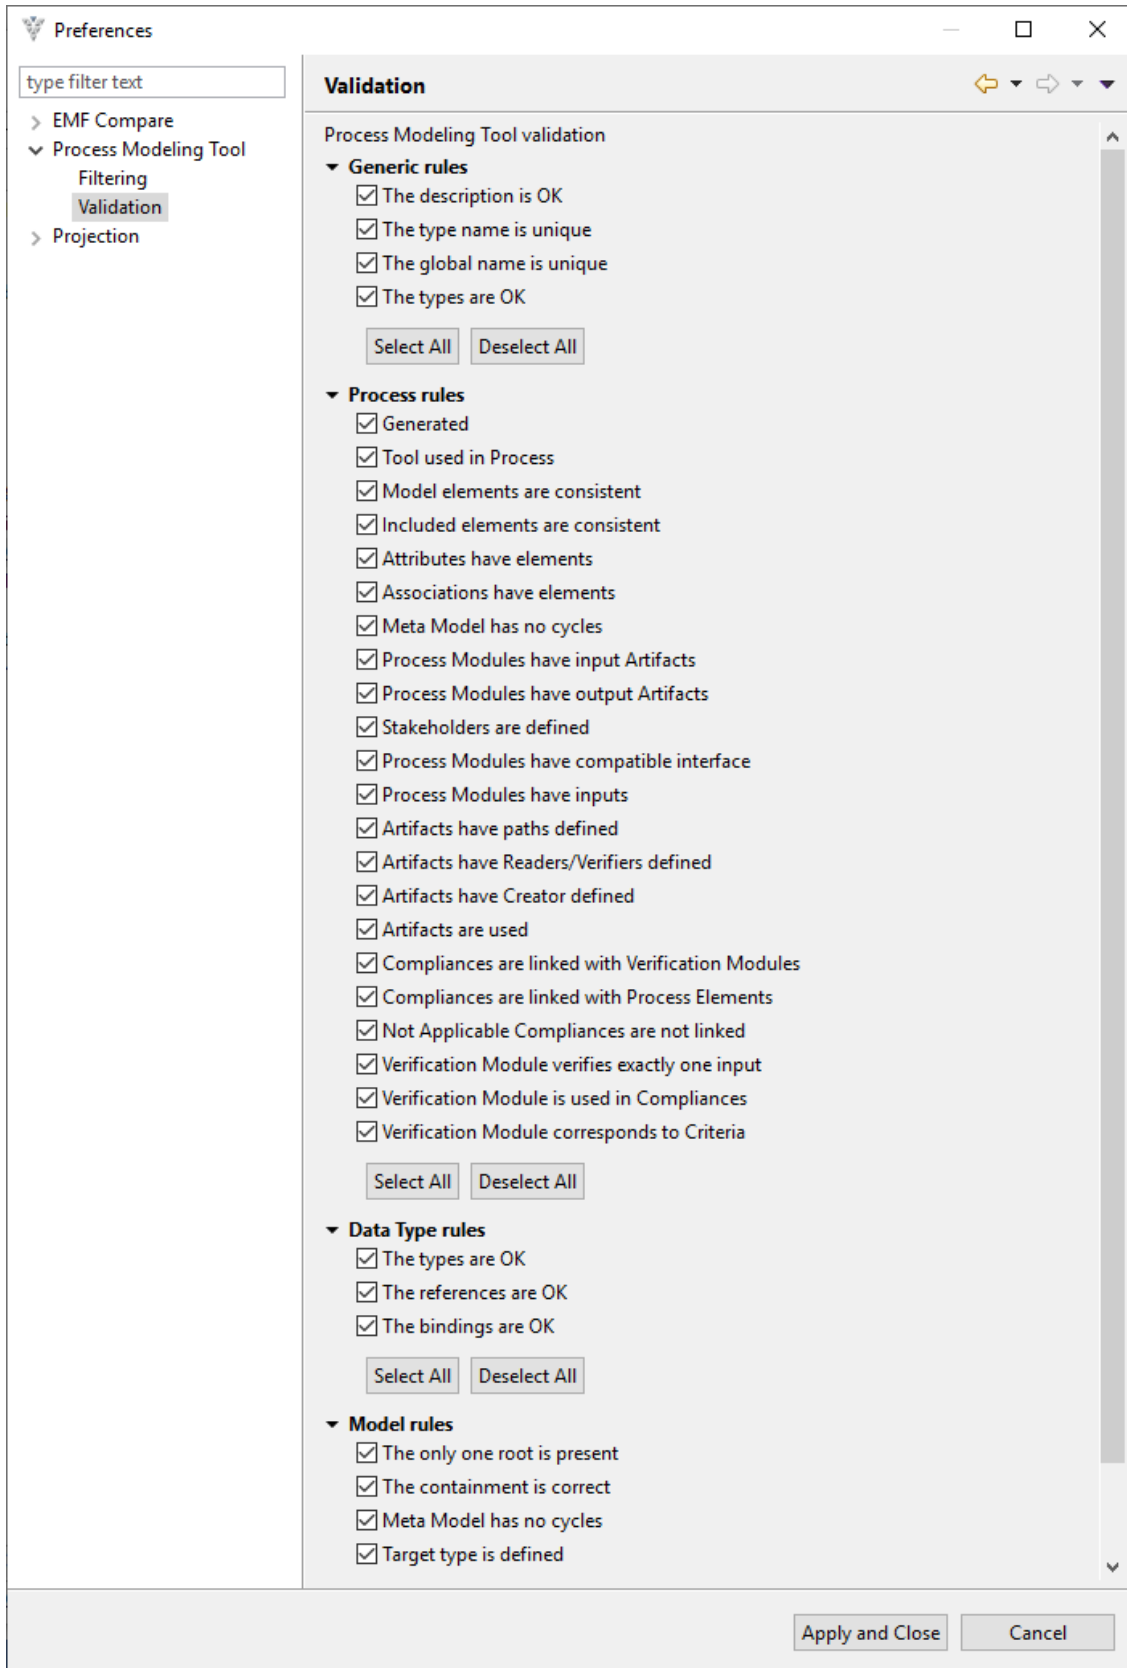 Preferences
type filter text
EMF Compare
Process Modeling Tool
Filtering
Validation
Projection
Validation
Process Modeling Tool validation
Generic rules
The description is OK
The type name is unique
The global name is unique
The types are OK
Select All Deselect All
Process rules
Generated
Tool used in Process
Model elements are consistent
Included elements are consistent
Attributes have elements
Associations have elements
Meta Model has no cycles
Process Modules have input Artifacts
Process Modules have output Artifacts
Stakeholders are defined
Process Modules have compatible interface
Process Modules have inputs
Artifacts have paths defined
Artifacts have Readers/Verifiers defined
Artifacts have Creator defined
Artifacts are used
Compliances are linked with Verification Modules
Compliances are linked with Process Elements
Not Applicable Compliances are not linked
Verification Module verifies exactly one input
Verification Module is used in Compliances
Verification Module corresponds to Criteria
Select All Deselect All
Data Type rules
The types are OK
The references are OK
The bindings are OK
Select All Deselect All
Model rules
The only one root is present
The containment is correct
Meta Model has no cycles
Target type is defined
Apply and Close Cancel